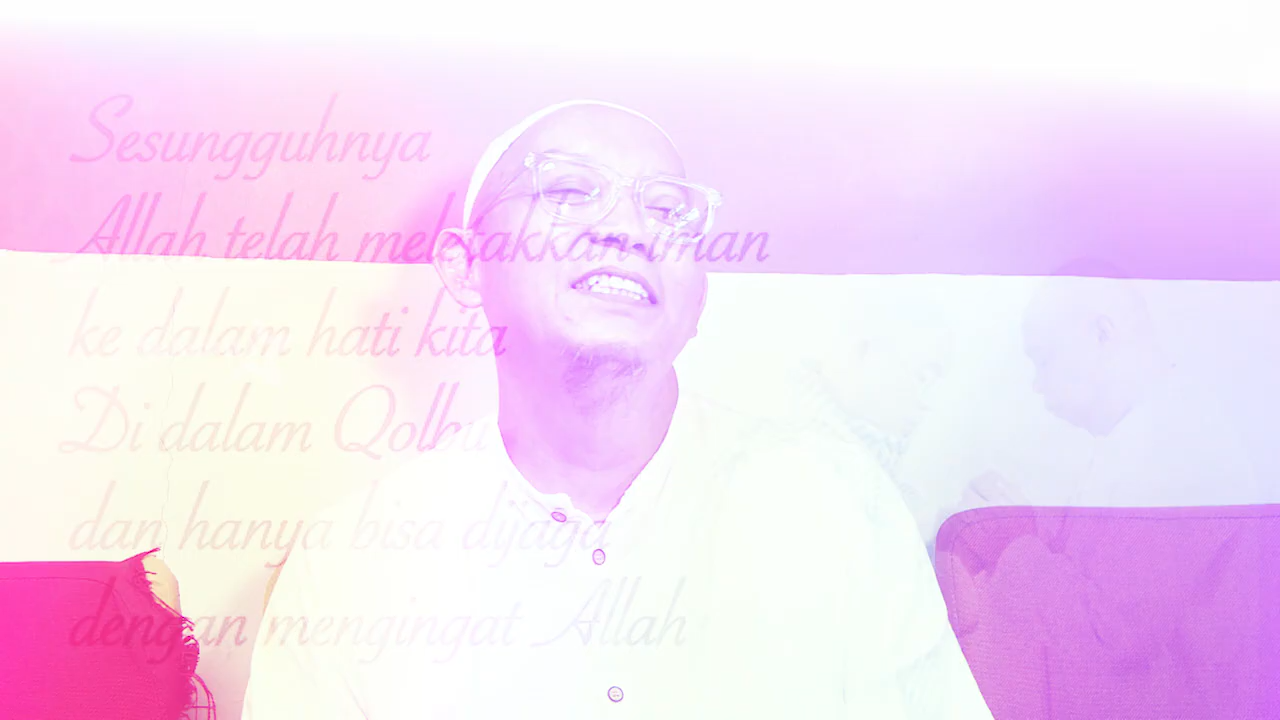 Sesungguhnya
Allah telah meletakkan iman
ke dalam hati kita
Di dalam Qolbu
dan hanya bisa dijaga
dengan mengingat Allah